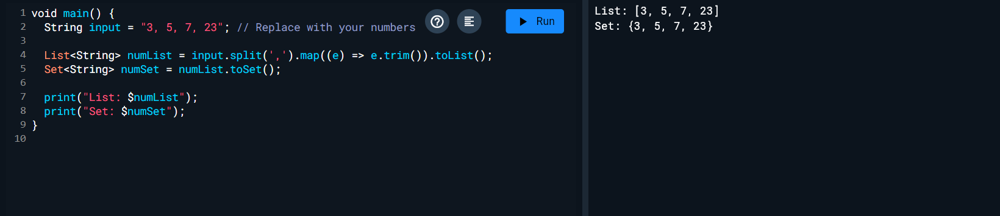 1 void main() {
2   String input = "3, 5, 7, 23"; // Replace with your numbers
3
4   List<String> numList = input.split(',').map((e) => e.trim()).toList();
5   Set<String> numSet = numList.toSet();
6
7   print("List: $numList");
8   print("Set: $numSet");
9 }
10
Run
List: [3, 5, 7, 23]
Set: {3, 5, 7, 23}